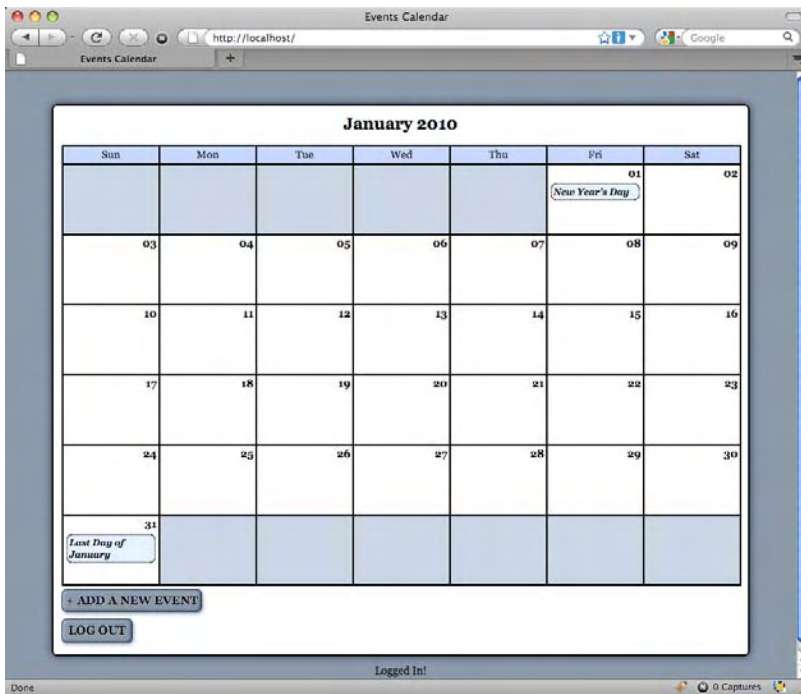 Events Calendar
http://localhost/
Google
Events Calendar
+
January 2010
Sun Mon Tue Wed Thu Fri Sat
01 02
New Year's Day
03 04 05 06 07 08 09
10 11 12 13 14 15 16
17 18 19 20 21 22 23
24 25 26 27 28 29 30
31
Last Day of
January
+ ADD A NEW EVENT
LOG OUT
Logged In!
Done
0 Captures